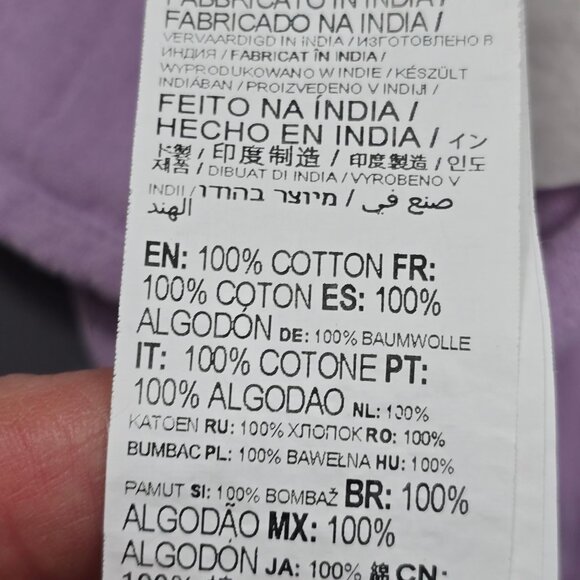 FABBRICATO IN INDIA /
FABRICADO NA INDIA /
VERVAARDIGD IN INDIA / ИЗГОТОВЛЕНО В
ИНДИЯ / FABRICAT ÎN INDIA /
WYPRODUKOWANO W INDIE / KÉSZÜLT
INDIÁBAN / PROIZVEDENO V INDIJI /
FEITO NA ÍNDIA /
HECHO EN INDIA / イン
ド製 / 印度制造 / 印度製造 / 인도
제품 / DIBUAT DI INDIA / VYROBENO V
INDII / מיוצר בהודו / صنع في
الهند
EN: 100% COTTON FR:
100% COTON ES: 100%
ALGODÓN DE: 100% BAUMWOLLE
IT: 100% COTONE PT:
100% ALGODAO NL: 100%
KATOEN RU: 100% ХЛОПОК RO: 100%
BUMBAC PL: 100% BAWEŁNA HU: 100%
PAMUT SI: 100% BOMBAŽ BR: 100%
ALGODÃO MX: 100%
ALGODÓN JA: 100% 綿 CN:
100%